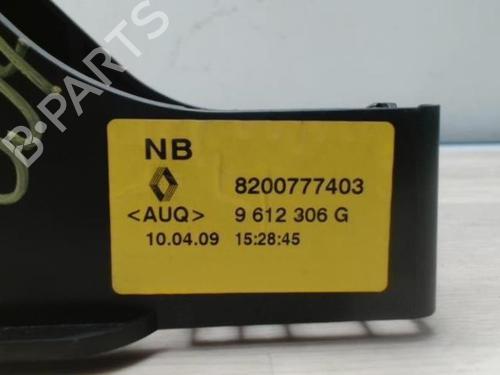 B-PARTS
NB
8200777403
<AUQ> 9 612 306 G
10.04.09 15:28:45